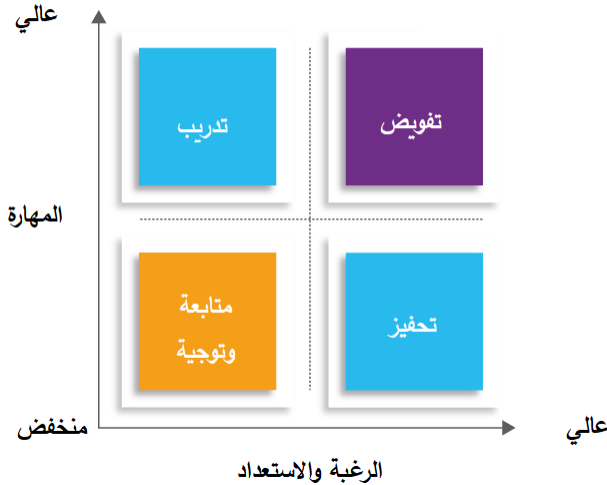 عالي
تدريب
تفويض
المهارة
متابعة
وتوجية
تحفيز
منخفض
عالي
الرغبة والاستعداد